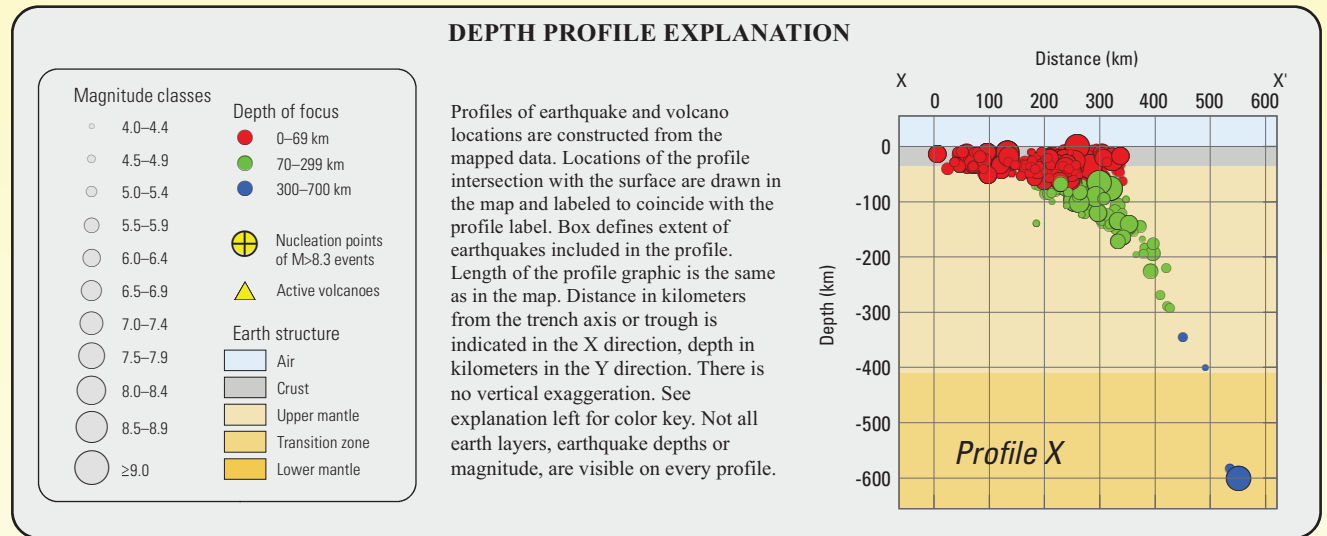 DEPTH PROFILE EXPLANATION
Magnitude classes
4.0–4.4
4.5–4.9
5.0–5.4
5.5–5.9
6.0–6.4
6.5–6.9
7.0–7.4
7.5–7.9
8.0–8.4
8.5–8.9
≥9.0
Depth of focus
0–69 km
70–299 km
300–700 km
Nucleation points
of M>8.3 events
Active volcanoes
Earth structure
Air
Crust
Upper mantle
Transition zone
Lower mantle
Profiles of earthquake and volcano
locations are constructed from the
mapped data. Locations of the profile
intersection with the surface are drawn in
the map and labeled to coincide with the
profile label. Box defines extent of
earthquakes included in the profile.
Length of the profile graphic is the same
as in the map. Distance in kilometers
from the trench axis or trough is
indicated in the X direction, depth in
kilometers in the Y direction. There is
no vertical exaggeration. See
explanation left for color key. Not all
earth layers, earthquake depths or
magnitude, are visible on every profile.
Distance (km)
X X'
0 100 200 300 400 500 600
Depth (km)
0
-100
-200
-300
-400
-500
-600
Profile X